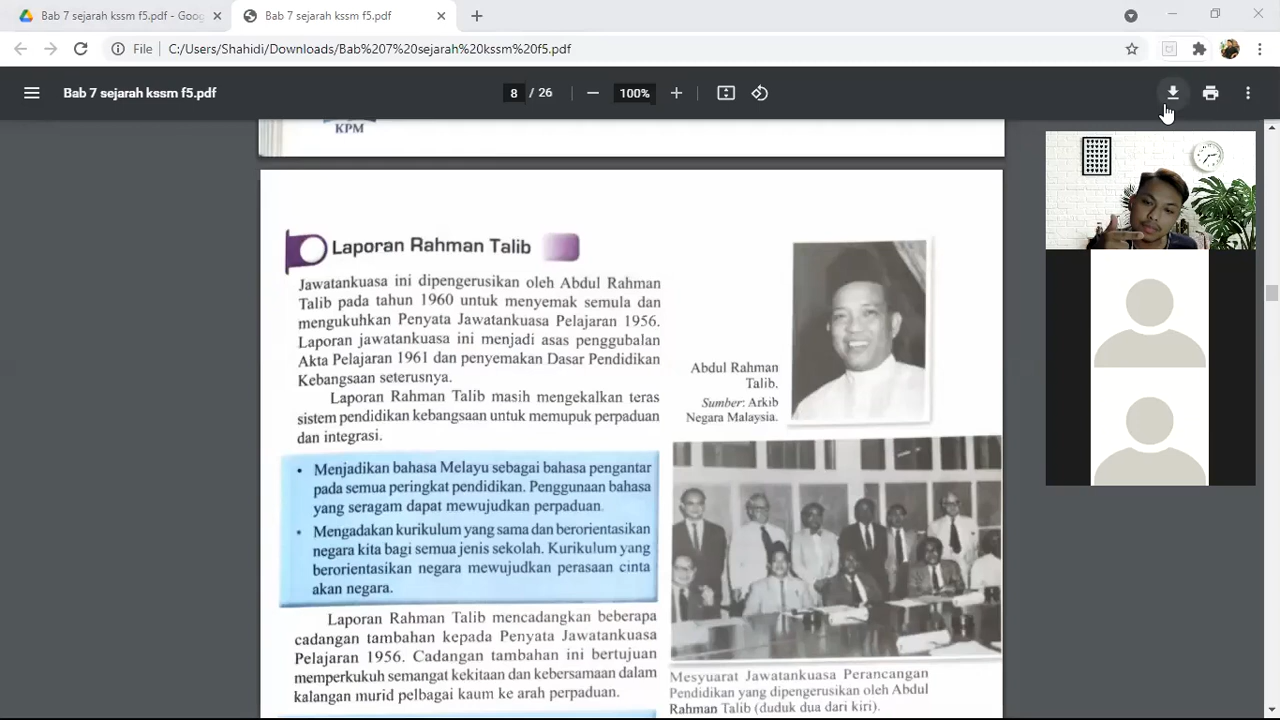 Bab 7 sejarah kssm f5.pdf - Goog
Bab 7 sejarah kssm f5.pdf
File
C:/Users/Shahidi/Downloads/Bab%207%20sejarah%20kssm%20f5.pdf
Bab 7 sejarah kssm f5.pdf
8 / 26
100%
KPM
Laporan Rahman Talib
Jawatankuasa ini dipengerusikan oleh Abdul Rahman
Talib pada tahun 1960 untuk menyemak semula dan
mengukuhkan Penyata Jawatankuasa Pelajaran 1956.
Laporan jawatankuasa ini menjadi asas penggubalan
Akta Pelajaran 1961 dan penyemakan Dasar Pendidikan
Kebangsaan seterusnya.
Laporan Rahman Talib masih mengekalkan teras
sistem pendidikan kebangsaan untuk memupuk perpaduan
dan integrasi.
• Menjadikan bahasa Melayu sebagai bahasa pengantar
pada semua peringkat pendidikan. Penggunaan bahasa
yang seragam dapat mewujudkan perpaduan.
• Mengadakan kurikulum yang sama dan berorientasikan
negara kita bagi semua jenis sekolah. Kurikulum yang
berorientasikan negara mewujudkan perasaan cinta
akan negara.
Laporan Rahman Talib mencadangkan beberapa
cadangan tambahan kepada Penyata Jawatankuasa
Pelajaran 1956. Cadangan tambahan ini bertujuan
memperkukuh semangat kekitaan dan kebersamaan dalam
kalangan murid pelbagai kaum ke arah perpaduan.
Abdul Rahman
Talib.
Sumber: Arkib
Negara Malaysia.
Mesyuarat Jawatankuasa Perancangan
Pendidikan yang dipengerusikan oleh Abdul
Rahman Talib (duduk dua dari kiri).